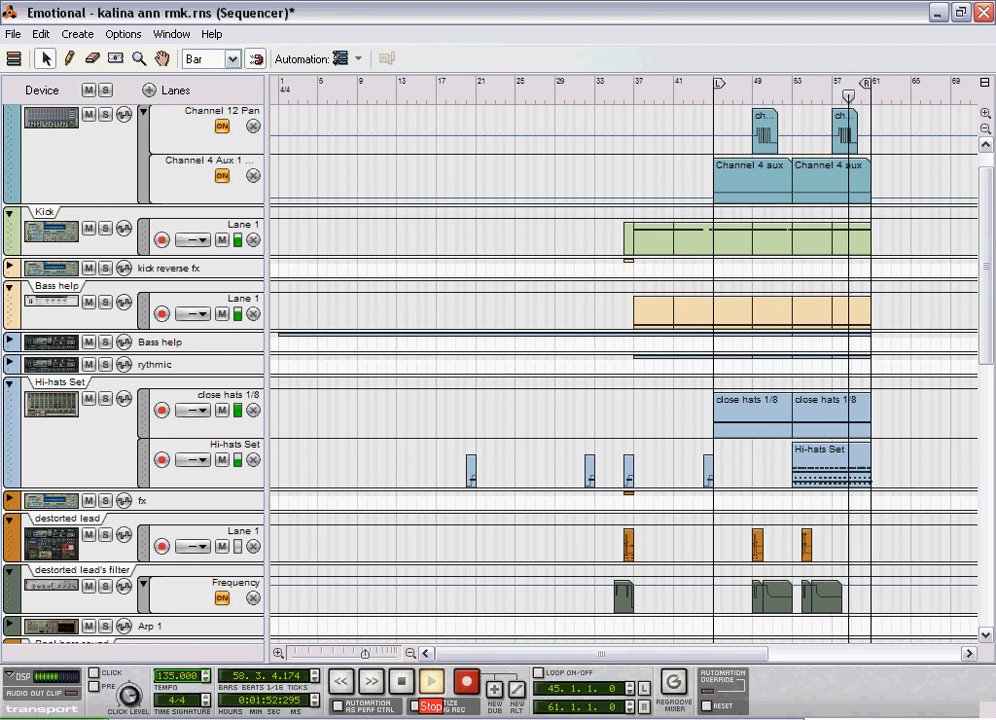 Emotional - kalina ann rmk.rns (Sequencer)*
File Edit Create Options Window Help
Bar Automation:
Device M S Lanes
1 5 9 13 17 21 25 29 33 37 41 L 49 53 57 R 61 65 69
4/4
M S Channel 12 Pan ch... ch...
ON
Channel 4 Aux 1 ... Channel 4 aux Channel 4 aux
ON
Kick
M S Lane 1
M
M S kick reverse fx
Bass help
M S Lane 1
M
M S Bass help
M S rythmic
Hi-hats Set
M S close hats 1/8 close hats 1/8 close hats 1/8
M
Hi-hats Set Hi-hats Set
M
M S fx
destorted lead
M S Lane 1
M
destorted lead's filter
M S Frequency
ON
M S Arp 1
DSP CLICK 135.000 58. 3. 4.174 LOOP ON/OFF AUTOMATION
OVERRIDE
PRE TEMPO BARS BEATS 1-16 TICKS 45. 1. 1. 0 L
AUDIO OUT CLIP 4/4 0:01:52:295 AUTOMATION
AS PERF CTRL Stop NEW
DUB NEW
ALT 61. 1. 1. 0 R REGROOVE
MIXER RESET
transport CLICK LEVEL TIME SIGNATURE HOURS MIN SEC MS